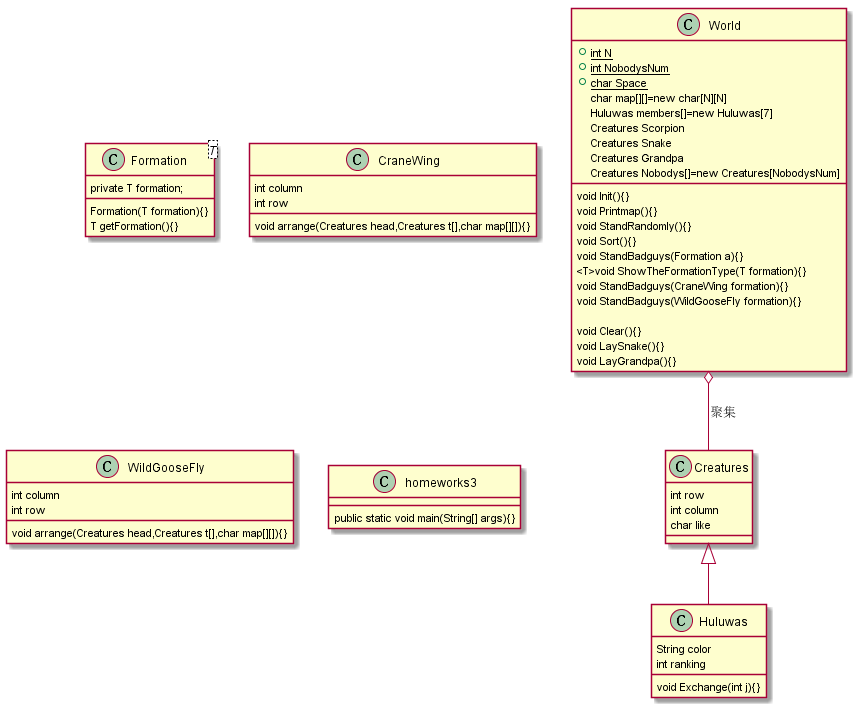 C World
int N
int NobodysNum
char Space
char map[][]=new char[N][N]
Huluwas members[]=new Huluwas[7]
Creatures Scorpion
Creatures Snake
Creatures Grandpa
Creatures Nobodys[]=new Creatures[NobodysNum]
void Init(){}
void Printmap(){}
void StandRandomly(){}
void Sort(){}
void StandBadguys(Formation a){}
<T>void ShowTheFormationType(T formation){}
void StandBadguys(CraneWing formation){}
void StandBadguys(WildGooseFly formation){}
void Clear(){}
void LaySnake(){}
void LayGrandpa(){}
C Formation
T
private T formation;
Formation(T formation){}
T getFormation(){}
C CraneWing
int column
int row
void arrange(Creatures head,Creatures t[],char map[][]){}
聚集
C WildGooseFly
int column
int row
void arrange(Creatures head,Creatures t[],char map[][]){}
C homeworks3
public static void main(String[] args){}
C Creatures
int row
int column
char like
C Huluwas
String color
int ranking
void Exchange(int j){}